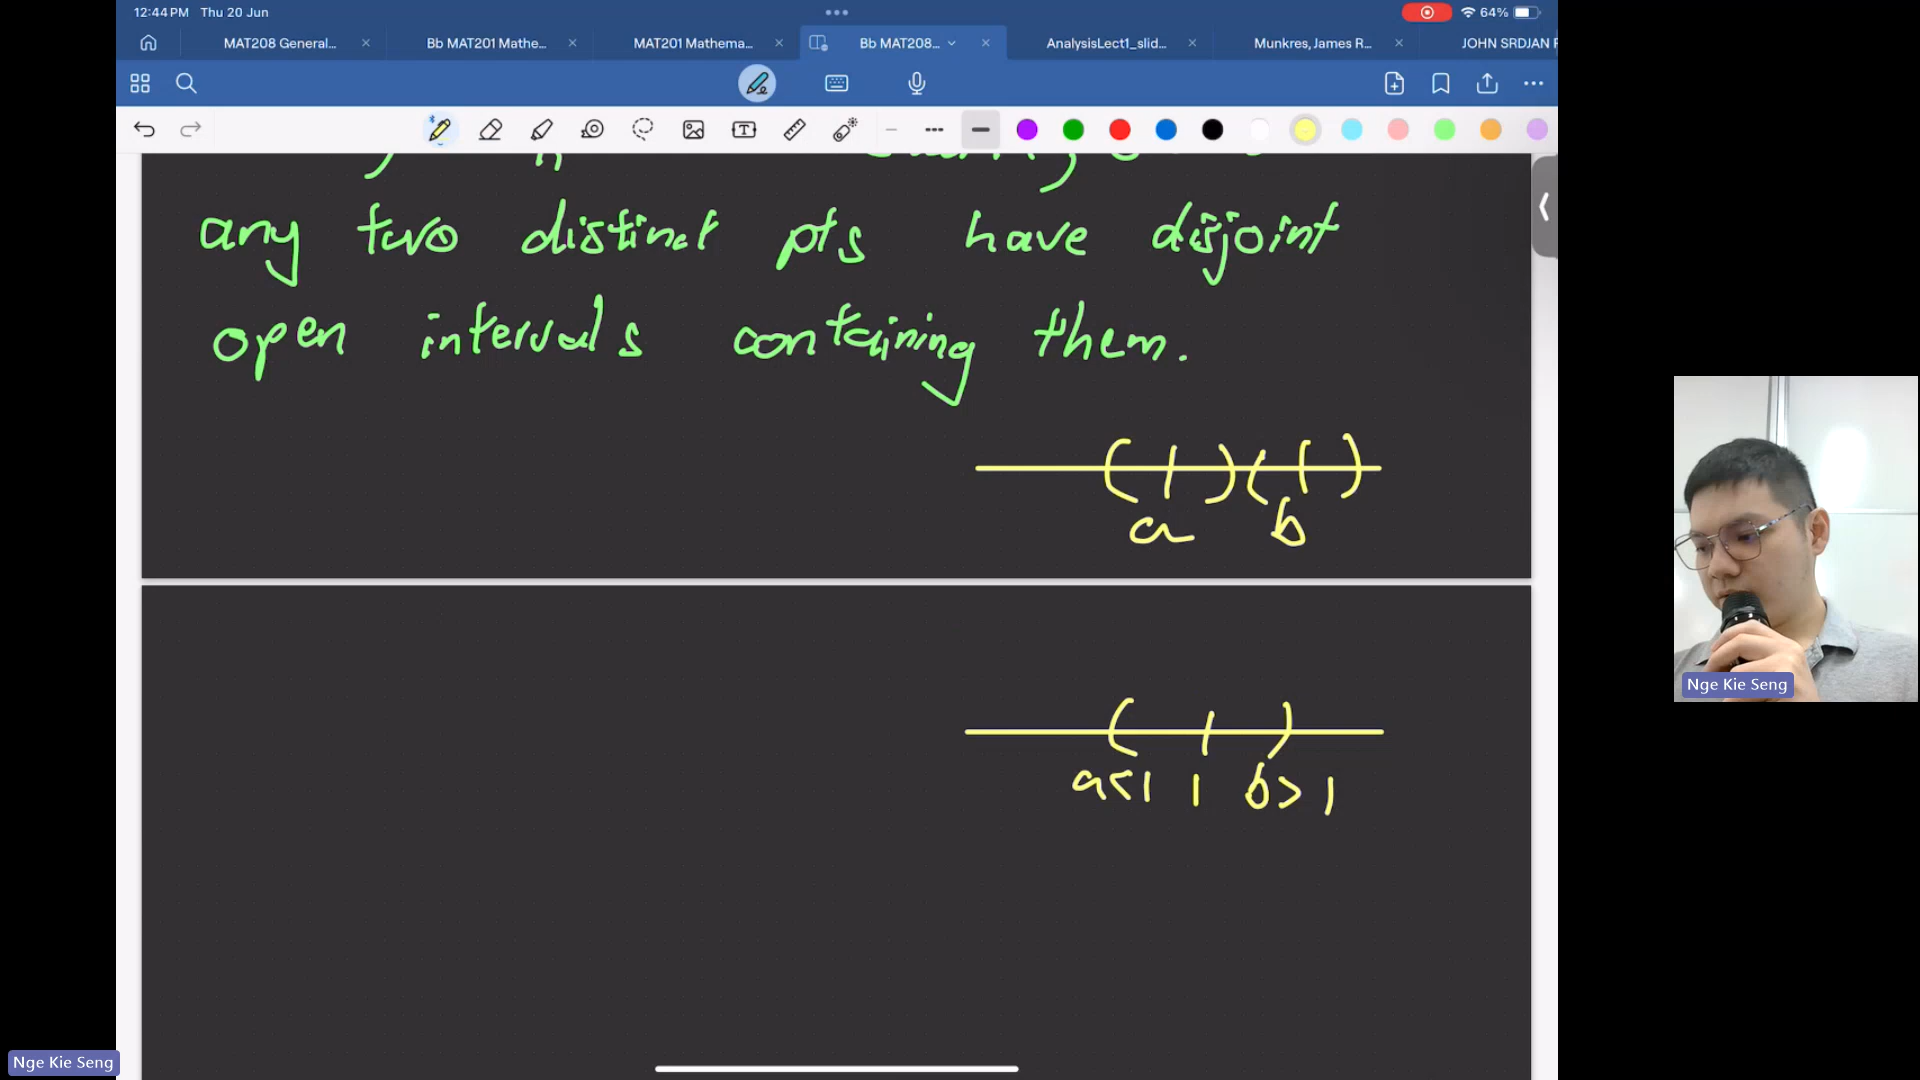 12:44 PM Thu 20 Jun
64%
MAT208 General...
Bb MAT201 Mathe...
MAT201 Mathema...
Bb MAT208...
AnalysisLect1_slid...
Munkres, James R...
JOHN SRDJAN
any two distinct pts have disjoint
open intervals containing them.
a b
a<1 1 b>1
Nge Kie Seng
Nge Kie Seng